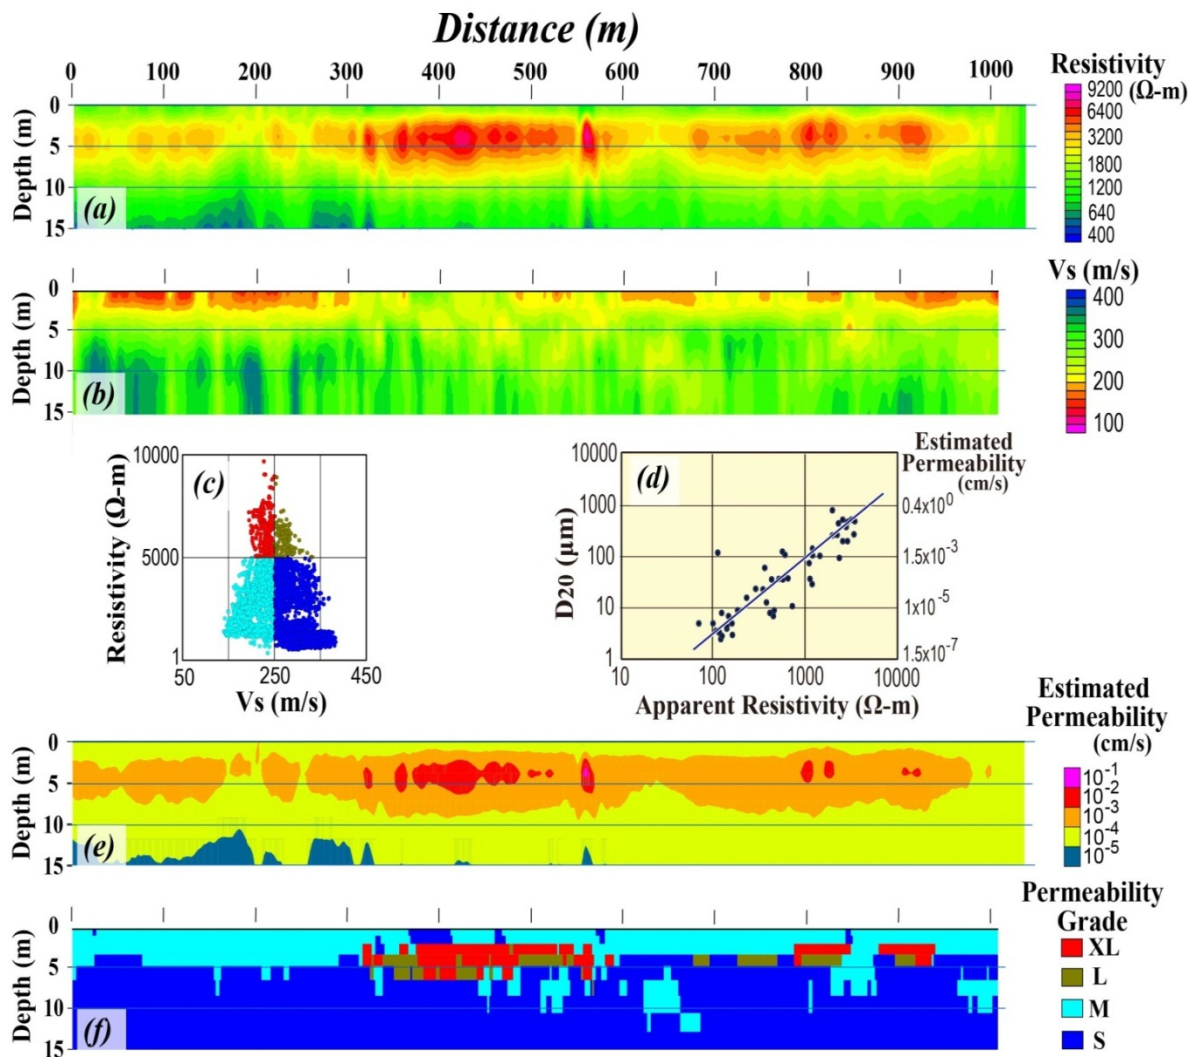 Distance (m)
0 100 200 300 400 500 600 700 800 900 1000
Resistivity
(Ω-m)
9200
6400
3200
1800
1200
640
400
Depth (m)
0
5
10
15
(a)
Vs (m/s)
400
300
200
100
Depth (m)
0
5
10
15
(b)
Resistivity (Ω-m)
10000
5000
1
(c)
50 250 450
Vs (m/s)
D20 (μm)
10000
1000
100
10
1
(d)
10 100 1000 10000
Apparent Resistivity (Ω-m)
Estimated
Permeability
(cm/s)
0.4x10⁰
1.5x10⁻³
1x10⁻⁵
1.5x10⁻⁷
Depth (m)
0
5
10
15
(e)
Estimated
Permeability
(cm/s)
10⁻¹
10⁻²
10⁻³
10⁻⁴
10⁻⁵
Depth (m)
0
5
10
15
(f)
Permeability
Grade
XL
L
M
S